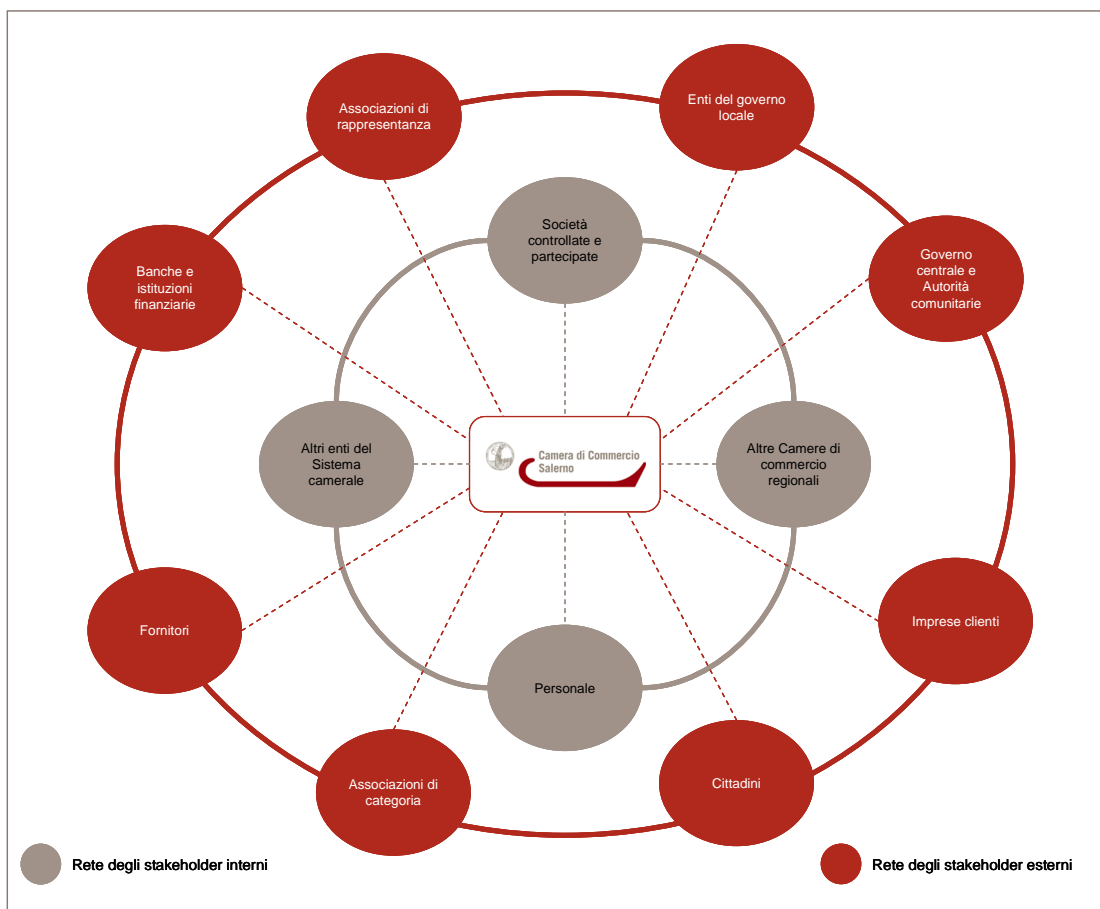 Associazioni di
rappresentanza
Enti del governo
locale
Società
controllate e
partecipate
Banche e
istituzioni
finanziarie
Governo
centrale e
Autorità
comunitarie
Altri enti del
Sistema
camerale
Camera di Commercio
Salerno
Altre Camere di
commercio
regionali
Fornitori
Imprese clienti
Personale
Associazioni di
categoria
Cittadini
Rete degli stakeholder interni
Rete degli stakeholder esterni